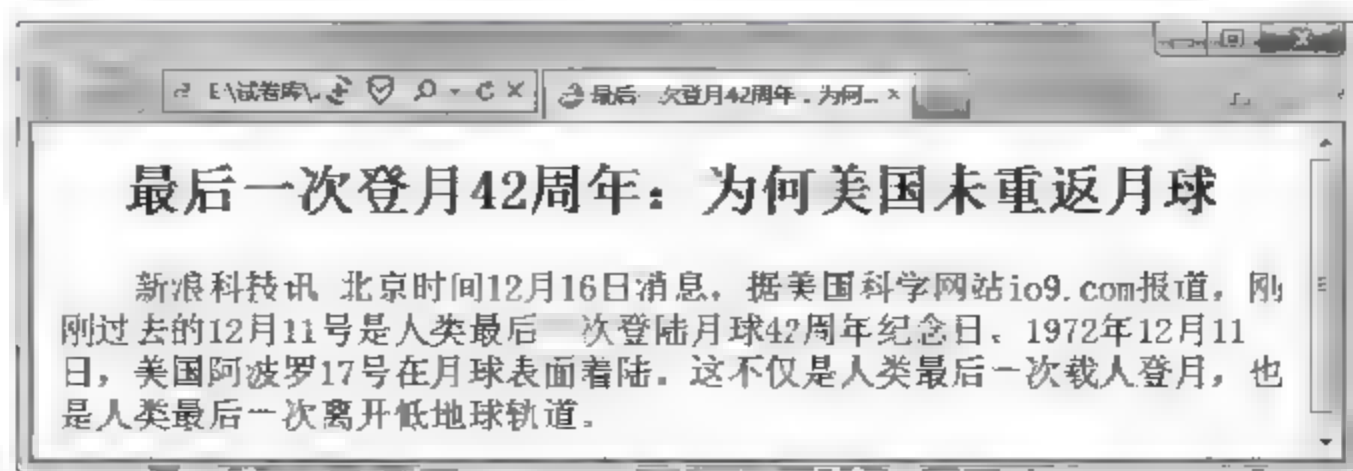 E:\试卷库\
最后一次登月42周年：为何...
最后一次登月42周年：为何美国未重返月球
新浪科技讯 北京时间12月16日消息，据美国科学网站io9.com报道，刚
刚过去的12月11号是人类最后一次登陆月球42周年纪念日、1972年12月11
日，美国阿波罗17号在月球表面着陆。这不仅是人类最后一次载人登月，也
是人类最后一次离开低地球轨道。